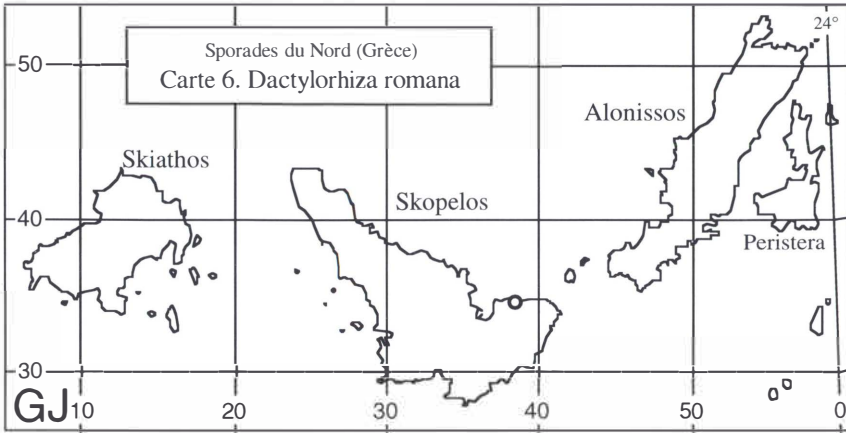 Sporades du Nord (Grèce)
Carte 6. Dactylorhiza romana
24°
50
Alonissos
Skiathos
Skopelos
40
Peristera
30
GJ 10 20 30 40 50 0